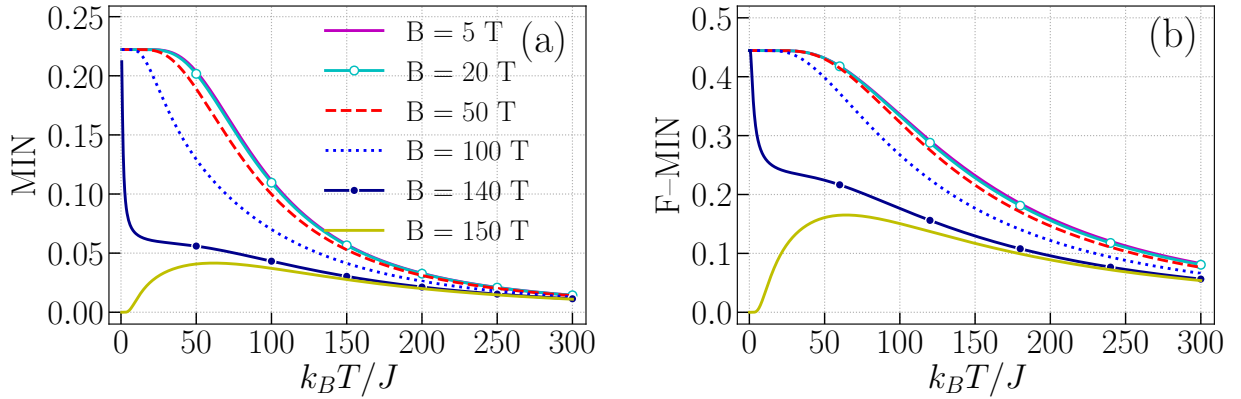 (a)
MIN
0.25
0.20
0.15
0.10
0.05
0.00
B = 5 T
B = 20 T
B = 50 T
B = 100 T
B = 140 T
B = 150 T
0 50 100 150 200 250 300
k_B T/J
(b)
F–MIN
0.5
0.4
0.3
0.2
0.1
0.0
0 50 100 150 200 250 300
k_B T/J